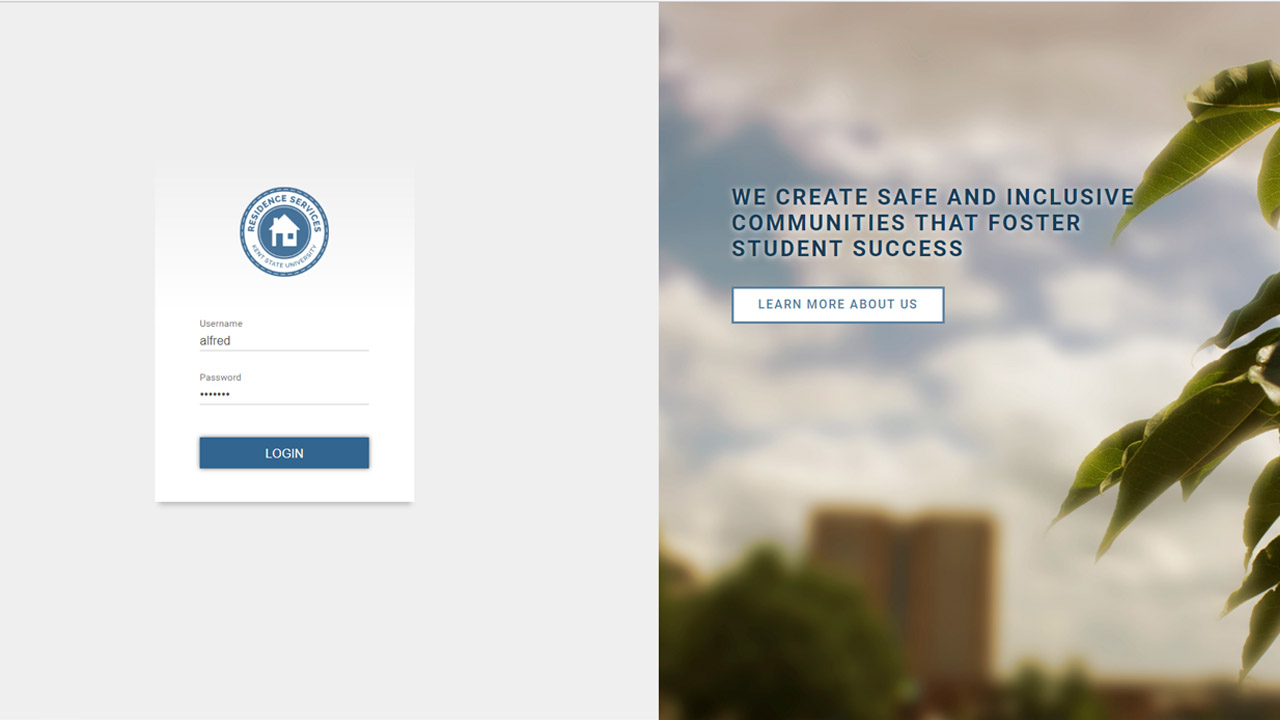 RESIDENCE SERVICES
KENT STATE UNIVERSITY
Username
alfred
Password
•••••••
LOGIN
WE CREATE SAFE AND INCLUSIVE
COMMUNITIES THAT FOSTER
STUDENT SUCCESS
LEARN MORE ABOUT US